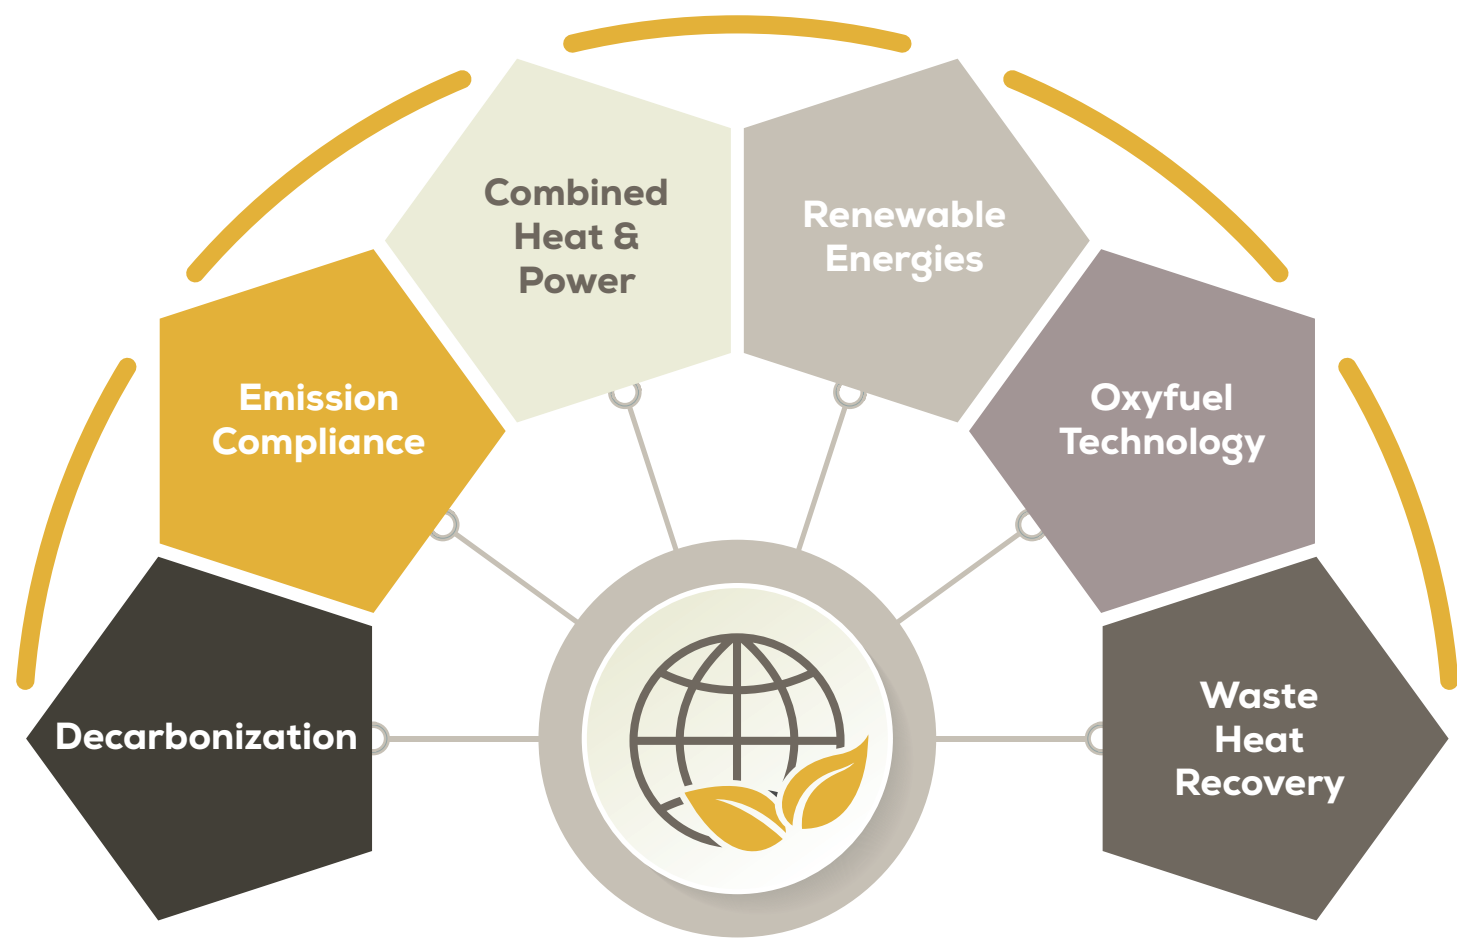 Combined
Heat &
Power
Renewable
Energies
Emission
Compliance
Oxyfuel
Technology
Decarbonization
Waste
Heat
Recovery